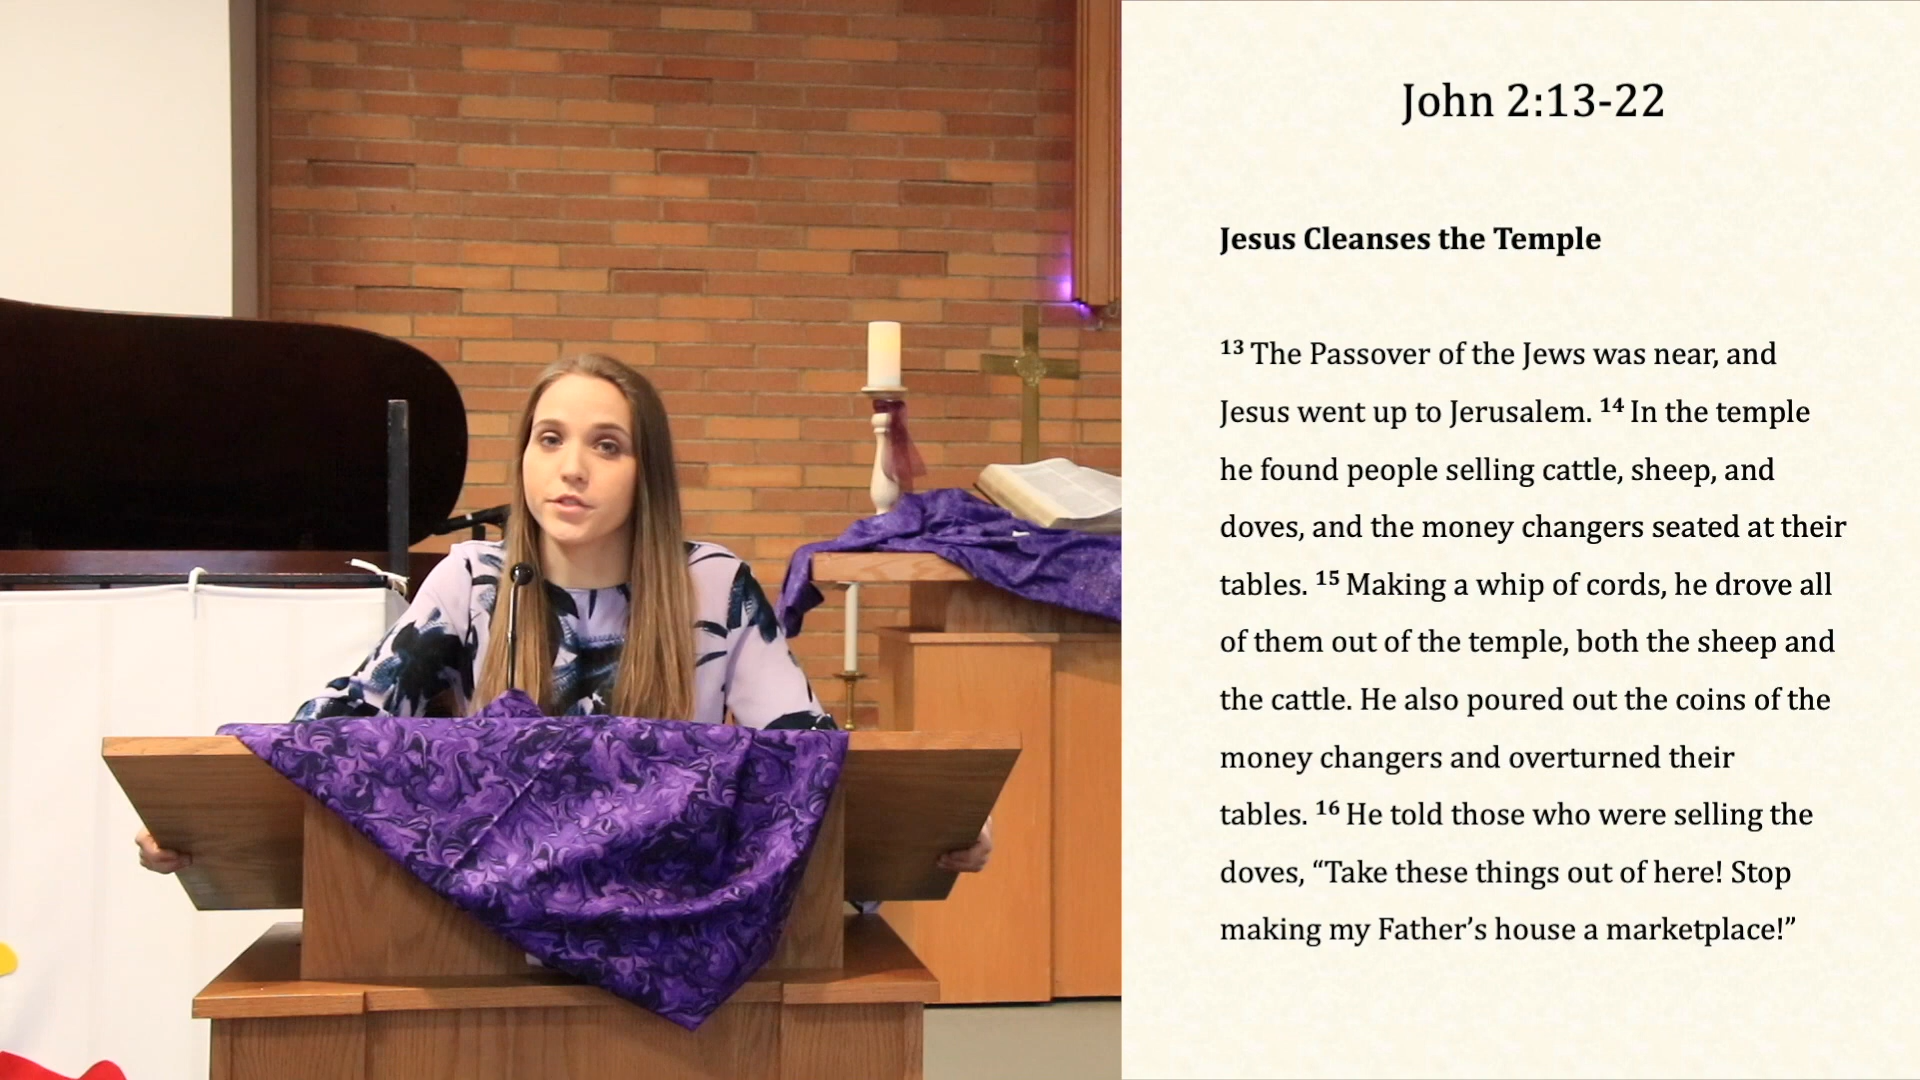 John 2:13-22
Jesus Cleanses the Temple
13 The Passover of the Jews was near, and
Jesus went up to Jerusalem. 14 In the temple
he found people selling cattle, sheep, and
doves, and the money changers seated at their
tables. 15 Making a whip of cords, he drove all
of them out of the temple, both the sheep and
the cattle. He also poured out the coins of the
money changers and overturned their
tables. 16 He told those who were selling the
doves, “Take these things out of here! Stop
making my Father’s house a marketplace!”